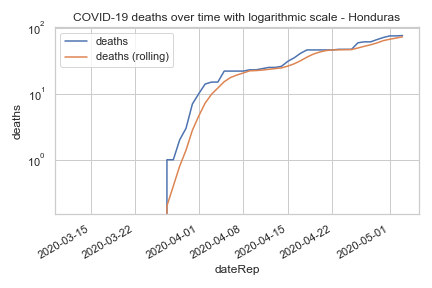 COVID-19 deaths over time with logarithmic scale - Honduras
deaths
deaths (rolling)
10²
10¹
10⁰
deaths
2020-03-15
2020-03-22
2020-04-01
2020-04-08
2020-04-15
2020-04-22
2020-05-01
dateRep